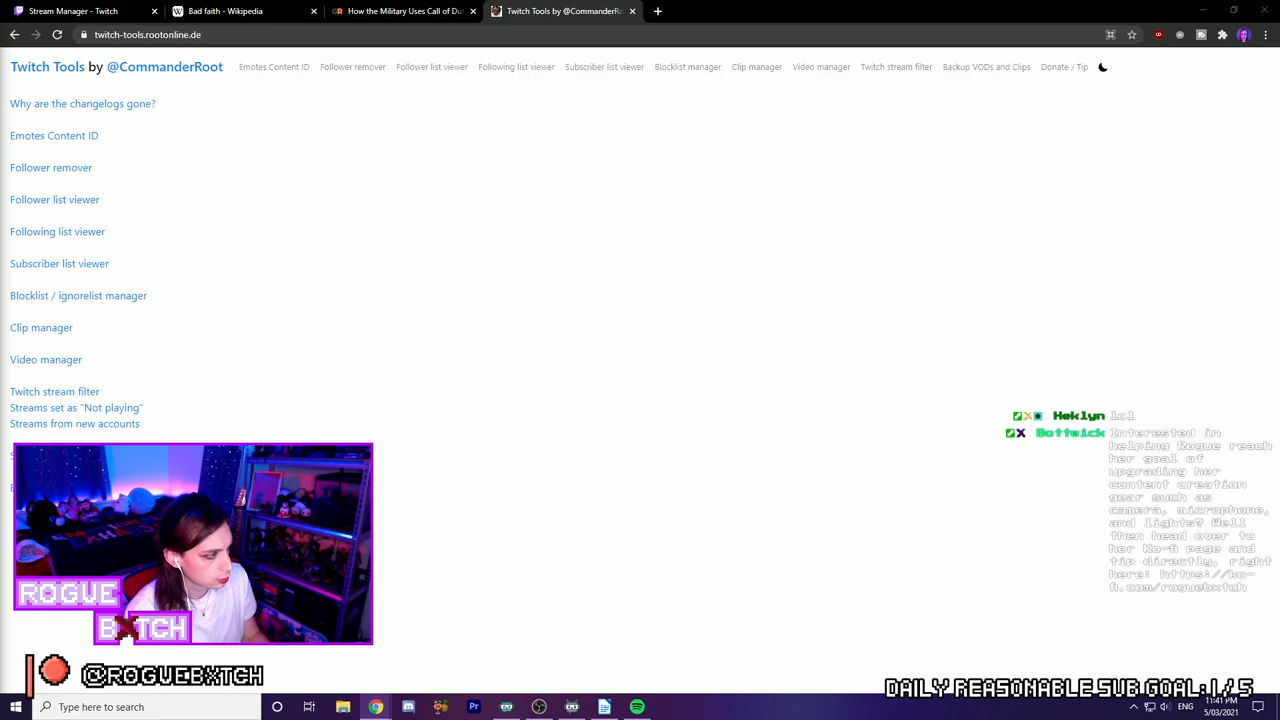 Stream Manager - Twitch
Bad faith - Wikipedia
How the Military Uses Call of Du
Twitch Tools by @CommanderRo
twitch-tools.rootonline.de
Twitch Tools by @CommanderRoot
Emotes Content ID
Follower remover
Follower list viewer
Following list viewer
Subscriber list viewer
Blocklist manager
Clip manager
Video manager
Twitch stream filter
Backup VODs and Clips
Donate / Tip
Why are the changelogs gone?
Emotes Content ID
Follower remover
Follower list viewer
Following list viewer
Subscriber list viewer
Blocklist / ignorelist manager
Clip manager
Video manager
Twitch stream filter
Streams set as "Not playing"
Streams from new accounts
Heklyn lol
Bottwick Interested in
helping Rogue reach
her goal of
upgrading her
content creation
gear such as
camera, microphone,
and lights? Well
then head over to
her Ko-fi page and
tip directly, right
here: https://ko-
fi.com/roguebxtch
ROGUE
BXTCH
@ROGUEBXTCH
DAILY REASONABLE SUB GOAL:1/5
Type here to search
ENG
11:41 PM
5/03/2021